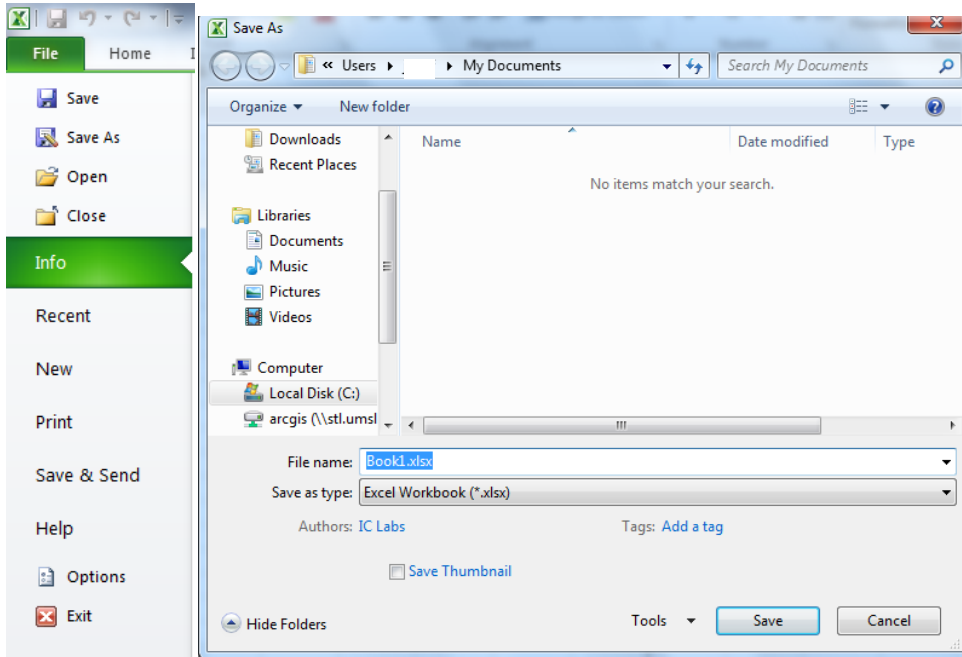 File
Home
I
Save
Save As
Open
Close
Info
Recent
New
Print
Save & Send
Help
Options
Exit
Save As
« Users
My Documents
Search My Documents
Organize
New folder
Downloads
Recent Places
Libraries
Documents
Music
Pictures
Videos
Computer
Local Disk (C:)
arcgis (\\stl.umsl
Name
Date modified
Type
No items match your search.
File name: Book1.xlsx
Save as type: Excel Workbook (*.xlsx)
Authors: IC Labs
Tags: Add a tag
Save Thumbnail
Hide Folders
Tools
Save
Cancel